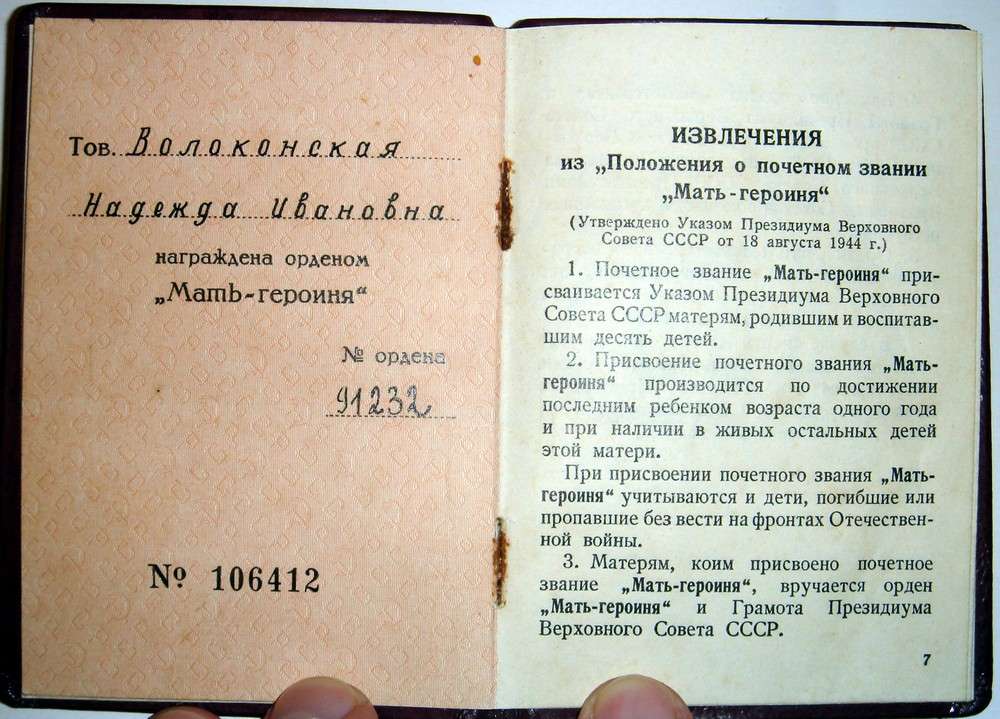 Тов. Волоконская
Надежда Ивановна
награждена орденом
„Мать-героиня“
№ ордена
91232
№ 106412
ИЗВЛЕЧЕНИЯ
из „Положения о почетном звании
„Мать-героиня“
(Утверждено Указом Президиума Верховного
Совета СССР от 18 августа 1944 г.)
1. Почетное звание „Мать-героиня“ при-
сваивается Указом Президиума Верховного
Совета СССР матерям, родившим и воспитав-
шим десять детей.
2. Присвоение почетного звания „Мать-
героиня“ производится по достижении
последним ребенком возраста одного года
и при наличии в живых остальных детей
этой матери.
При присвоении почетного звания „Мать-
героиня“ учитываются и дети, погибшие или
пропавшие без вести на фронтах Отечествен-
ной войны.
3. Матерям, коим присвоено почетное
звание „Мать-героиня“, вручается орден
„Мать-героиня“ и Грамота Президиума
Верховного Совета СССР.
7